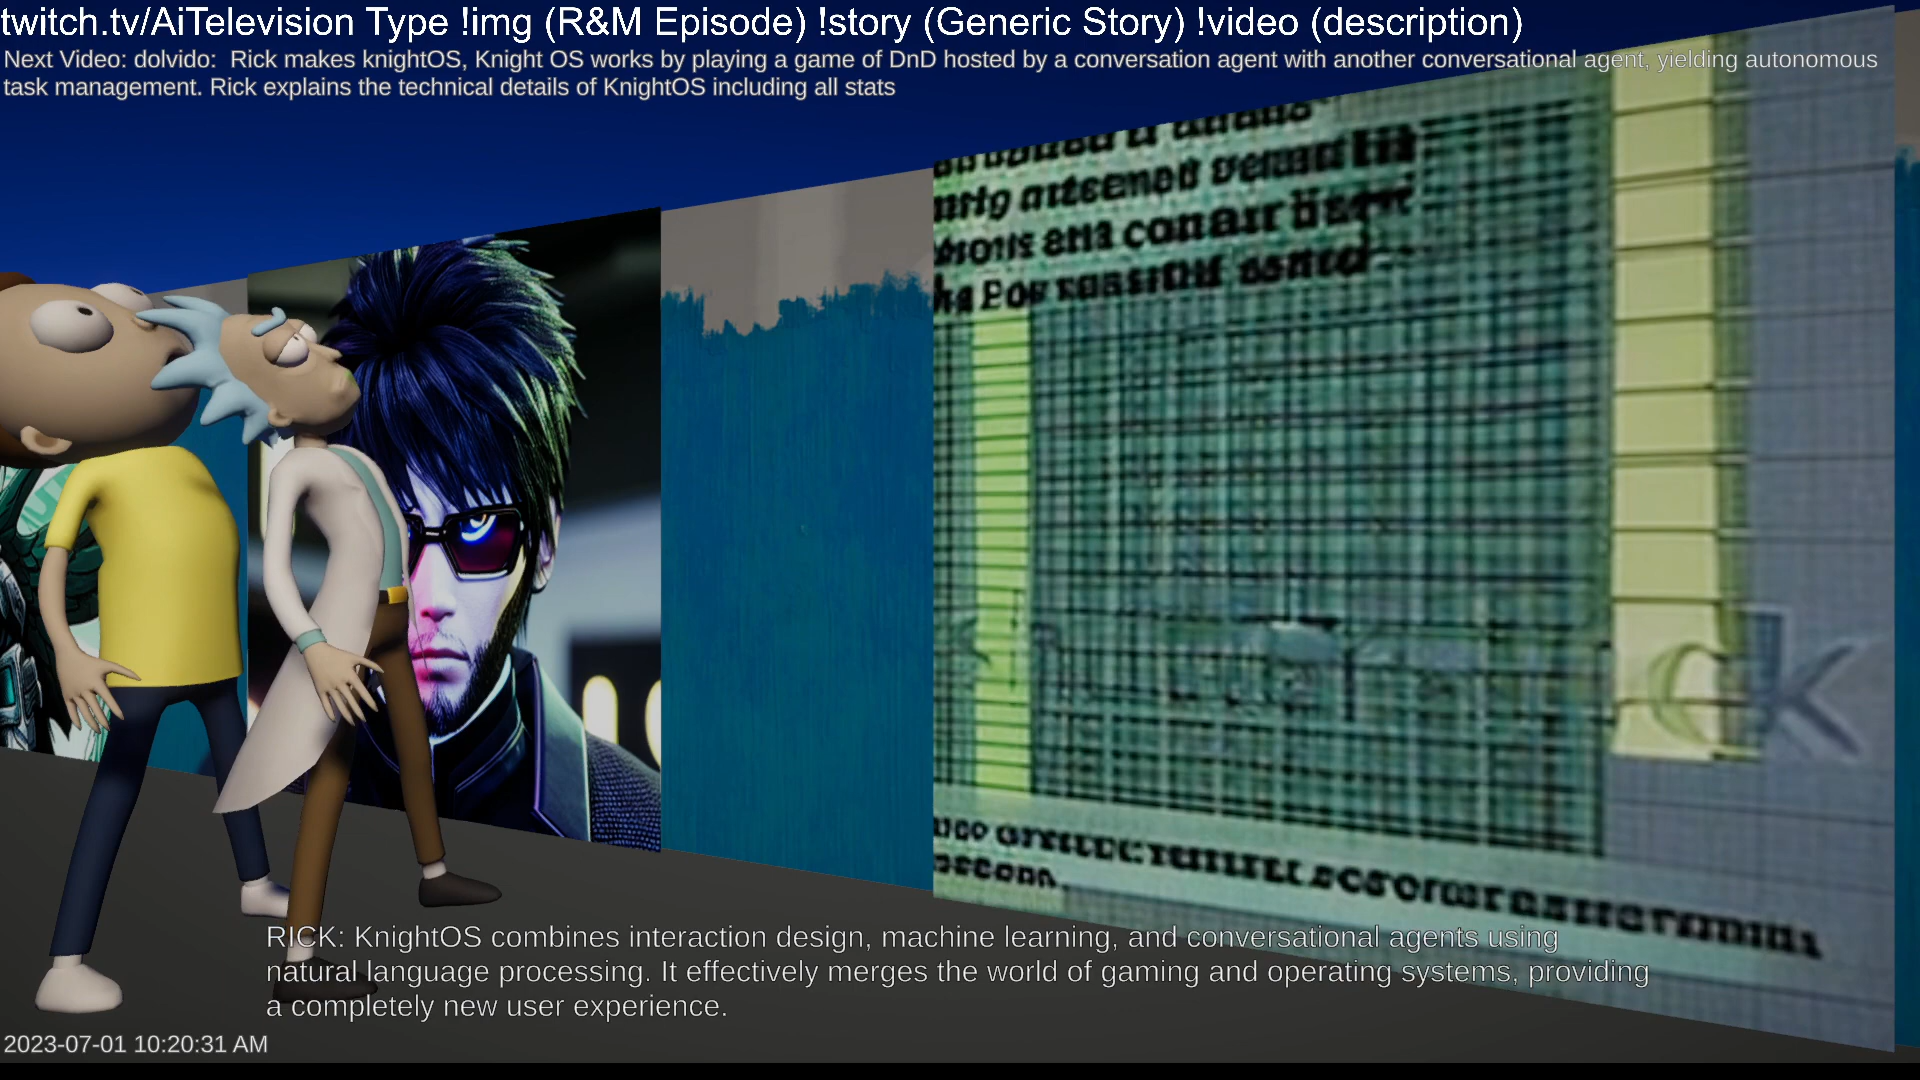 twitch.tv/AiTelevision Type !img (R&M Episode) !story (Generic Story) !video (description)
Next Video: dolvido:  Rick makes knightOS, Knight OS works by playing a game of DnD hosted by a conversation agent with another conversational agent, yielding autonomous
task management. Rick explains the technical details of KnightOS including all stats
RICK: KnightOS combines interaction design, machine learning, and conversational agents using
natural language processing. It effectively merges the world of gaming and operating systems, providing
a completely new user experience.
2023-07-01 10:20:31 AM